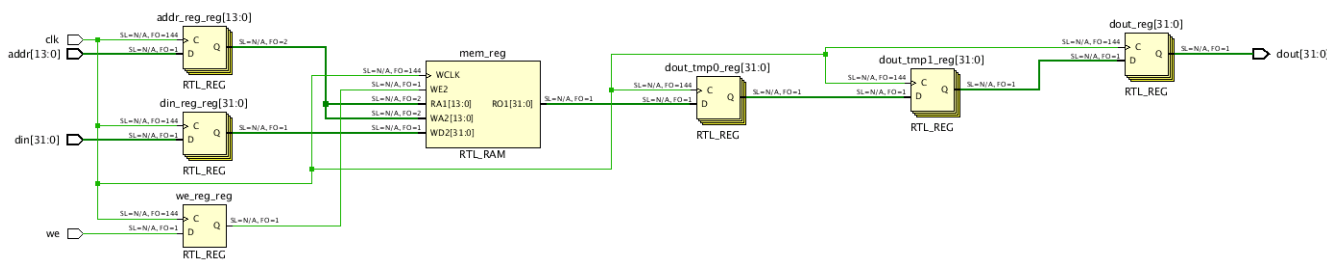 addr_reg_reg[13:0]
clk
SL=N/A, FO=144
C
Q
SL=N/A, FO=2
addr[13:0]
SL=N/A, FO=1
D
RTL_REG
din_reg_reg[31:0]
SL=N/A, FO=144
C
Q
SL=N/A, FO=1
din[31:0]
SL=N/A, FO=1
D
RTL_REG
we_reg_reg
SL=N/A, FO=144
C
Q
SL=N/A, FO=1
we
SL=N/A, FO=1
D
RTL_REG
mem_reg
SL=N/A, FO=144
WCLK
SL=N/A, FO=1
WE2
SL=N/A, FO=2
RA1[13:0]
RO1[31:0]
SL=N/A, FO=1
SL=N/A, FO=2
WA2[13:0]
SL=N/A, FO=1
WD2[31:0]
RTL_RAM
dout_tmp0_reg[31:0]
SL=N/A, FO=144
C
Q
SL=N/A, FO=1
SL=N/A, FO=1
D
RTL_REG
dout_tmp1_reg[31:0]
SL=N/A, FO=144
C
Q
SL=N/A, FO=1
SL=N/A, FO=1
D
RTL_REG
dout_reg[31:0]
SL=N/A, FO=144
C
Q
SL=N/A, FO=1
dout[31:0]
SL=N/A, FO=1
D
RTL_REG